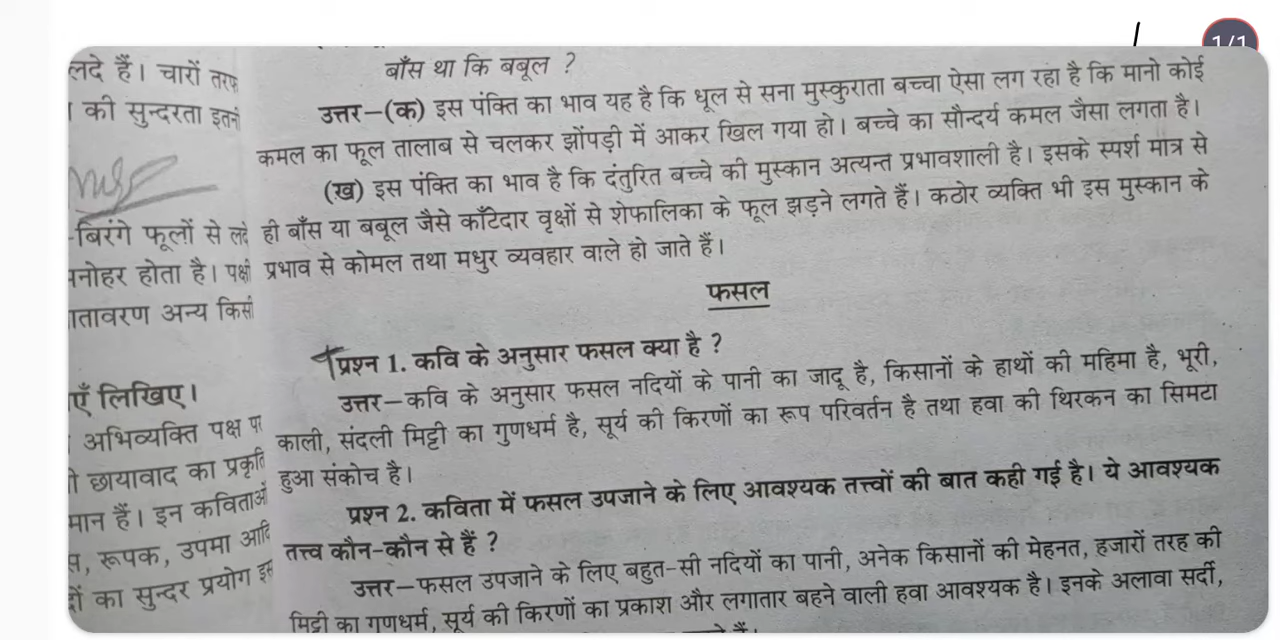 1/1
लदे हैं। चारों तरफ
की सुन्दरता इतनी
-बिरंगे फूलों से लदे
मनोहर होता है। पक्षी
ातावरण अन्य किसी
एँ लिखिए।
अभिव्यक्ति पक्ष पर
छायावाद का प्रकृति
मान हैं। इन कविताओं
रूपक, उपमा आदि
का सुन्दर प्रयोग इस
बाँस था कि बबूल ?
उत्तर–(क) इस पंक्ति का भाव यह है कि धूल से सना मुस्कुराता बच्चा ऐसा लग रहा है कि मानो कोई
कमल का फूल तालाब से चलकर झोंपड़ी में आकर खिल गया हो। बच्चे का सौन्दर्य कमल जैसा लगता है।
(ख) इस पंक्ति का भाव है कि दंतुरित बच्चे की मुस्कान अत्यन्त प्रभावशाली है। इसके स्पर्श मात्र से
ही बाँस या बबूल जैसे काँटेदार वृक्षों से शेफालिका के फूल झड़ने लगते हैं। कठोर व्यक्ति भी इस मुस्कान के
प्रभाव से कोमल तथा मधुर व्यवहार वाले हो जाते हैं।
फसल
प्रश्न 1. कवि के अनुसार फसल क्या है ?
उत्तर–कवि के अनुसार फसल नदियों के पानी का जादू है, किसानों के हाथों की महिमा है, भूरी,
काली, संदली मिट्टी का गुणधर्म है, सूर्य की किरणों का रूप परिवर्तन है तथा हवा की थिरकन का सिमटा
हुआ संकोच है।
प्रश्न 2. कविता में फसल उपजाने के लिए आवश्यक तत्त्वों की बात कही गई है। ये आवश्यक
तत्त्व कौन-कौन से हैं ?
उत्तर–फसल उपजाने के लिए बहुत-सी नदियों का पानी, अनेक किसानों की मेहनत, हजारों तरह की
मिट्टी का गुणधर्म, सूर्य की किरणों का प्रकाश और लगातार बहने वाली हवा आवश्यक है। इनके अलावा सर्दी,